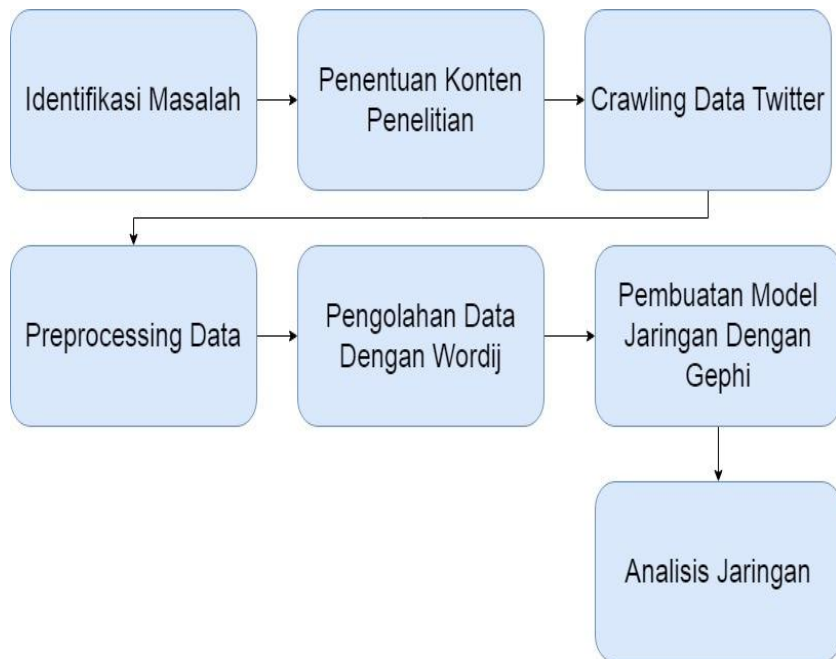 Identifikasi Masalah
Penentuan Konten
Penelitian
Crawling Data Twitter
Preprocessing Data
Pengolahan Data
Dengan Wordij
Pembuatan Model
Jaringan Dengan
Gephi
Analisis Jaringan